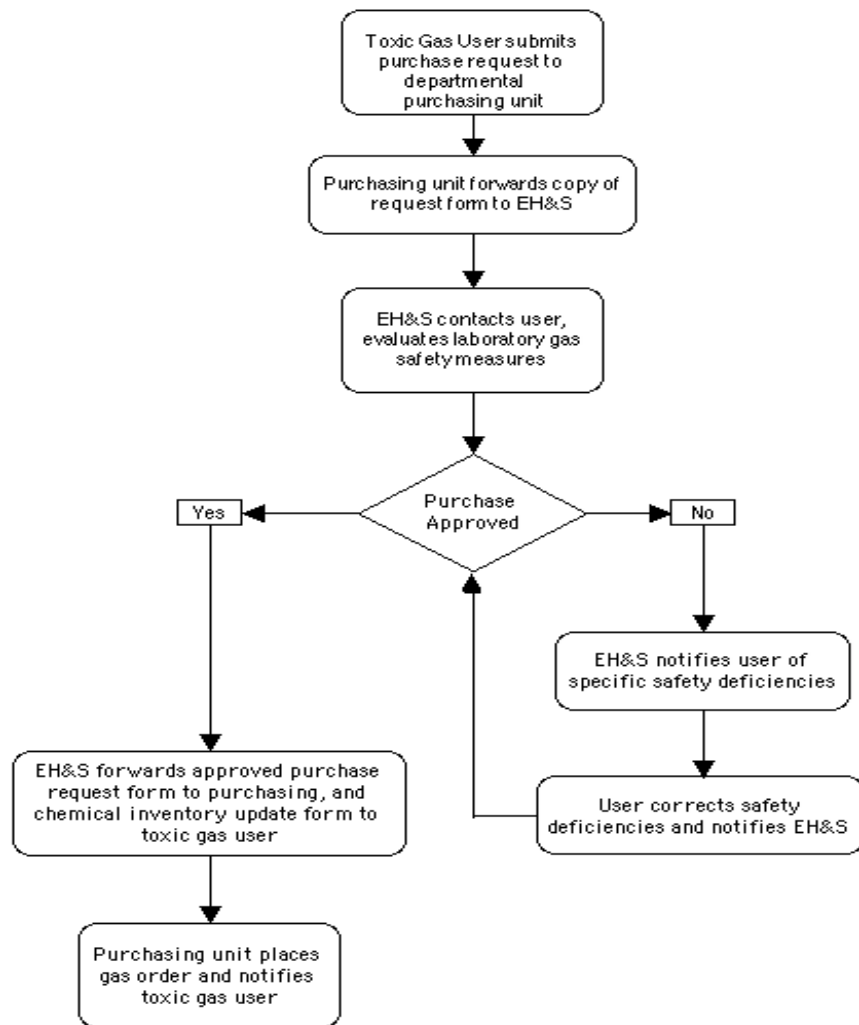 Toxic Gas User submits
purchase request to
departmental
purchasing unit
Purchasing unit forwards copy of
request form to EH&S
EH&S contacts user,
evaluates laboratory gas
safety measures
Purchase
Approved
Yes
No
EH&S notifies user of
specific safety deficiencies
User corrects safety
deficiencies and notifies EH&S
EH&S forwards approved purchase
request form to purchasing, and
chemical inventory update form to
toxic gas user
Purchasing unit places
gas order and notifies
toxic gas user